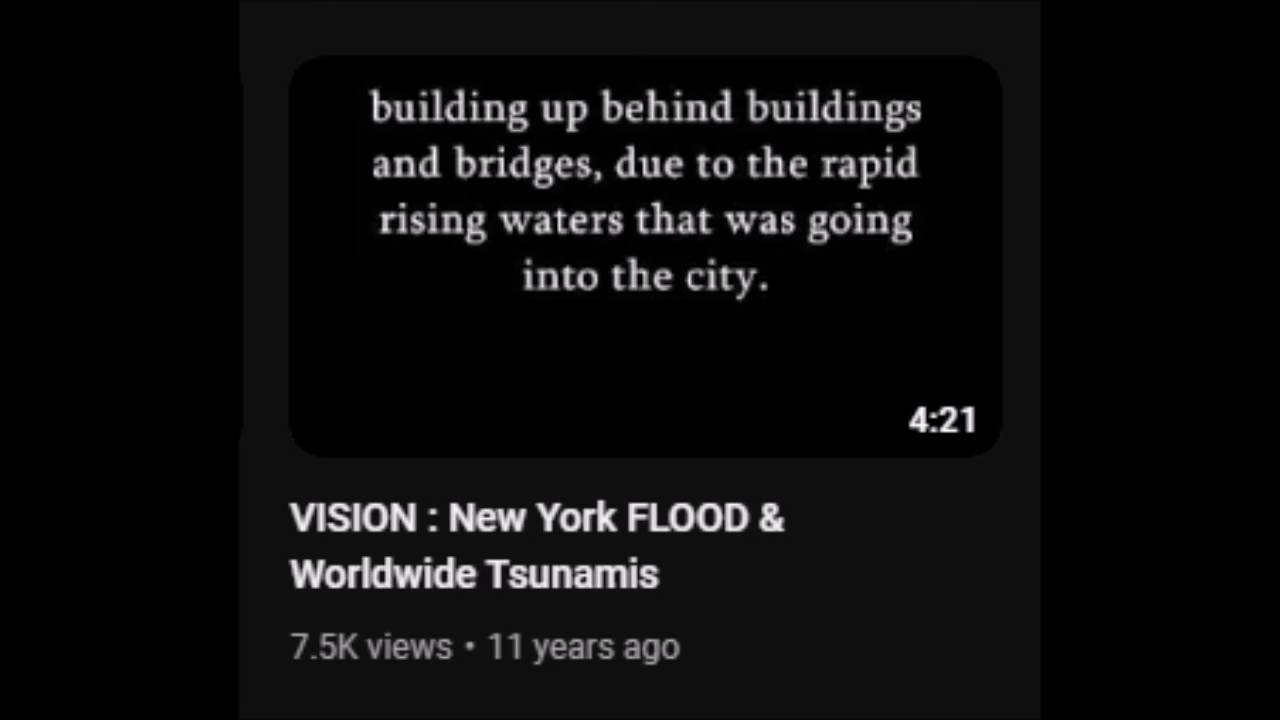 building up behind buildings
and bridges, due to the rapid
rising waters that was going
into the city.
4:21
VISION : New York FLOOD &
Worldwide Tsunamis
7.5K views • 11 years ago